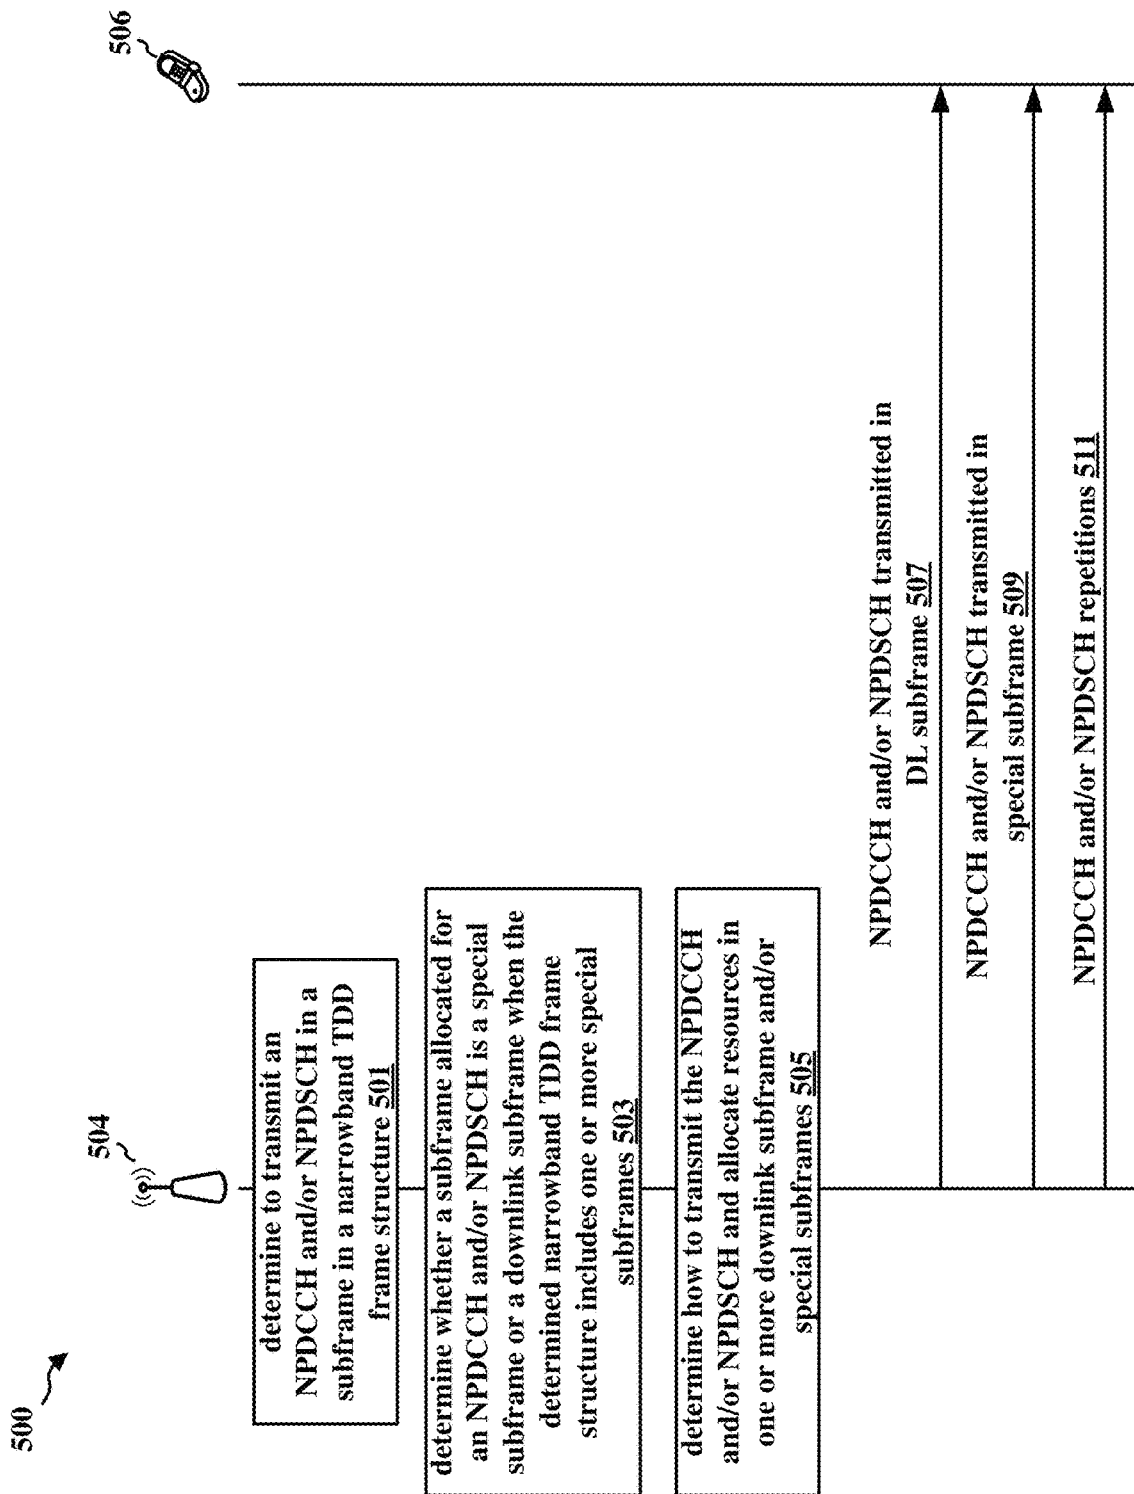 500
504
506
determine to transmit an
NPDCCH and/or NPDSCH in a
subframe in a narrowband TDD
frame structure 501
determine whether a subframe allocated for
an NPDCCH and/or NPDSCH is a special
subframe or a downlink subframe when the
determined narrowband TDD frame
structure includes one or more special
subframes 503
determine how to transmit the NPDCCH
and/or NPDSCH and allocate resources in
one or more downlink subframe and/or
special subframes 505
NPDCCH and/or NPDSCH transmitted in
DL subframe 507
NPDCCH and/or NPDSCH transmitted in
special subframe 509
NPDCCH and/or NPDSCH repetitions 511